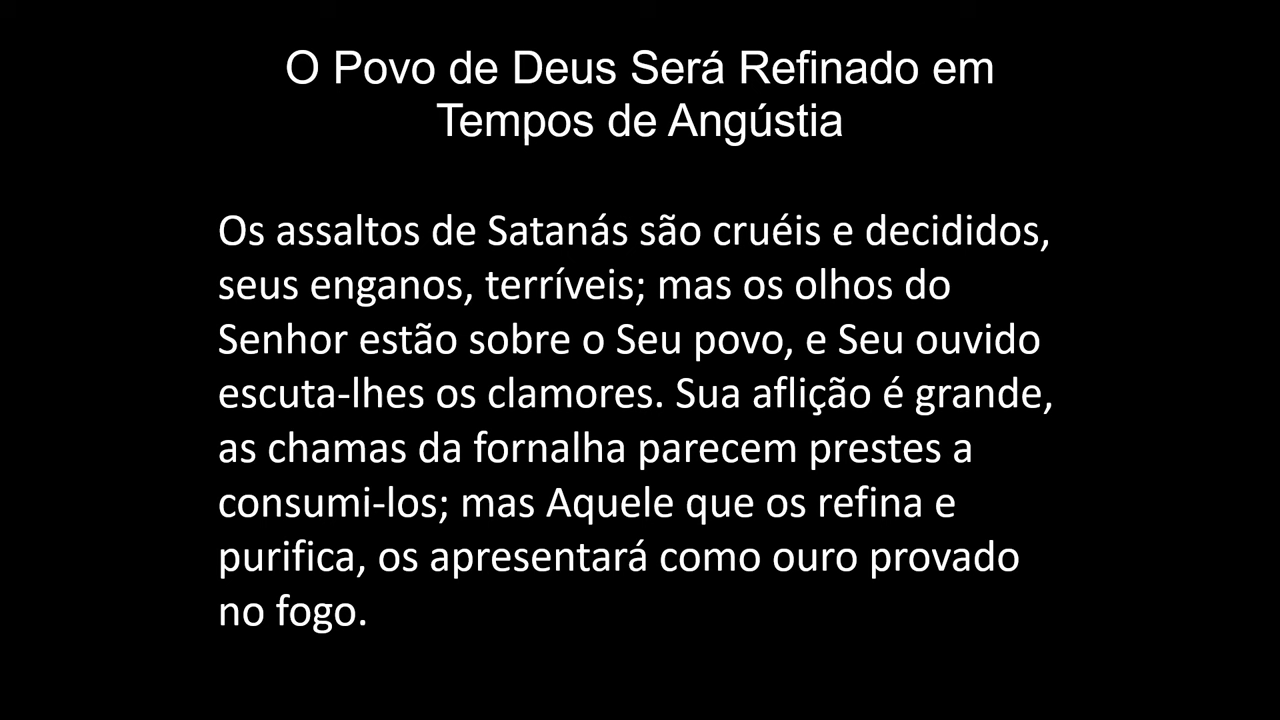 O Povo de Deus Será Refinado em
Tempos de Angústia
Os assaltos de Satanás são cruéis e decididos,
seus enganos, terríveis; mas os olhos do
Senhor estão sobre o Seu povo, e Seu ouvido
escuta-lhes os clamores. Sua aflição é grande,
as chamas da fornalha parecem prestes a
consumi-los; mas Aquele que os refina e
purifica, os apresentará como ouro provado
no fogo.